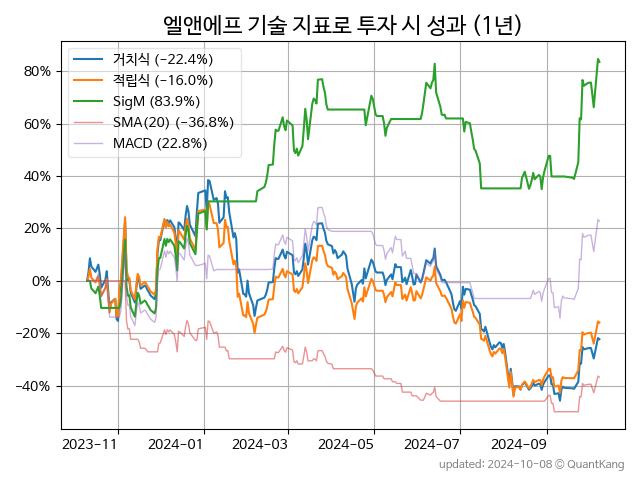 엘앤에프 기술 지표로 투자 시 성과 (1년)
거치식 (−22.4%)
적립식 (−16.0%)
SigM (83.9%)
SMA(20) (−36.8%)
MACD (22.8%)
80%
60%
40%
20%
0%
−20%
−40%
2023-11 2024-01 2024-03 2024-05 2024-07 2024-09
updated: 2024-10-08 ⓒ QuantKang